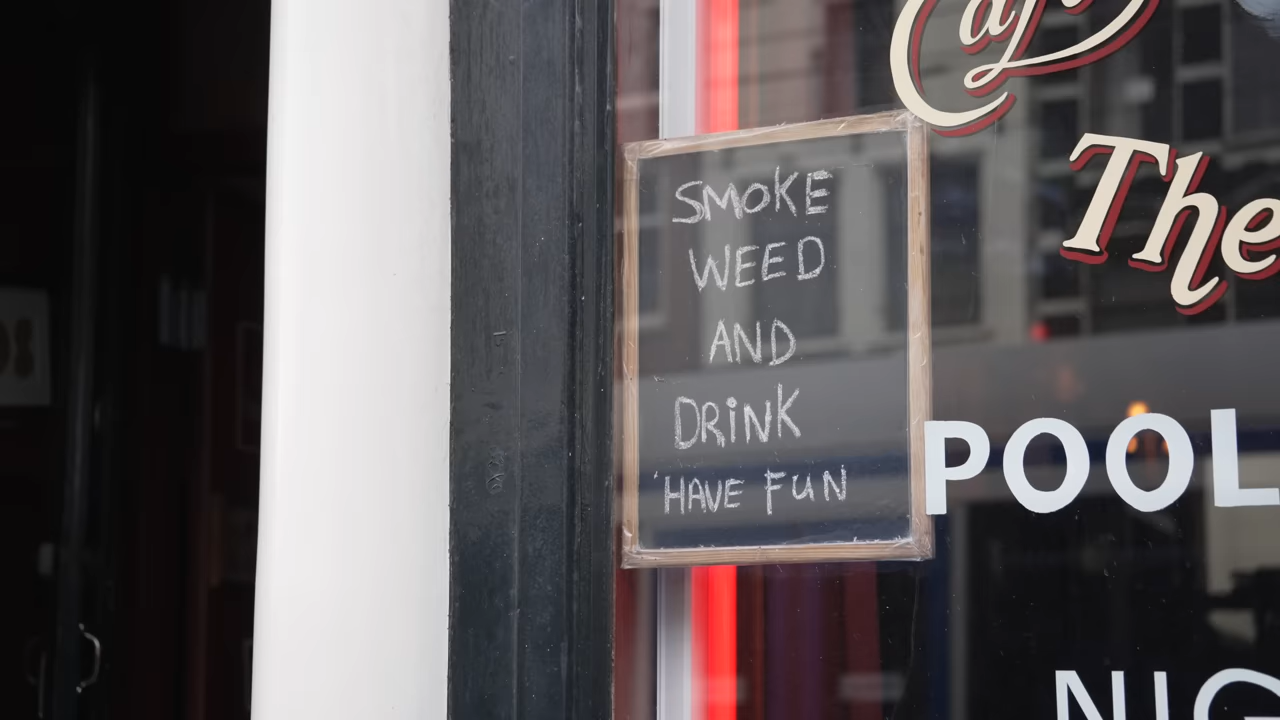 SMOKE
WEED
AND
DRiNK
'HAVE FUN
The
POOL